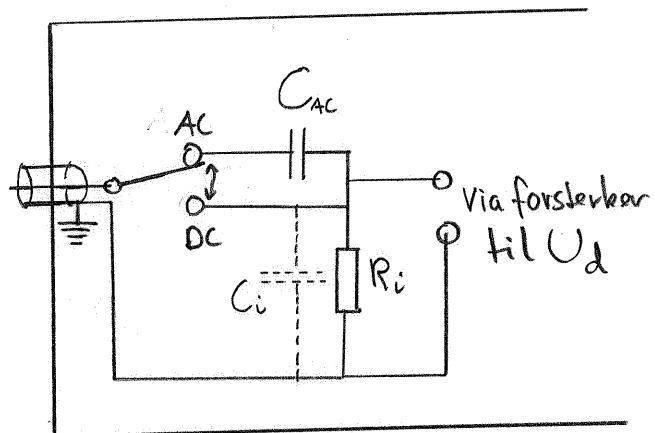 C_AC
AC
DC
C_i
R_i
Via forsterker
til U_d